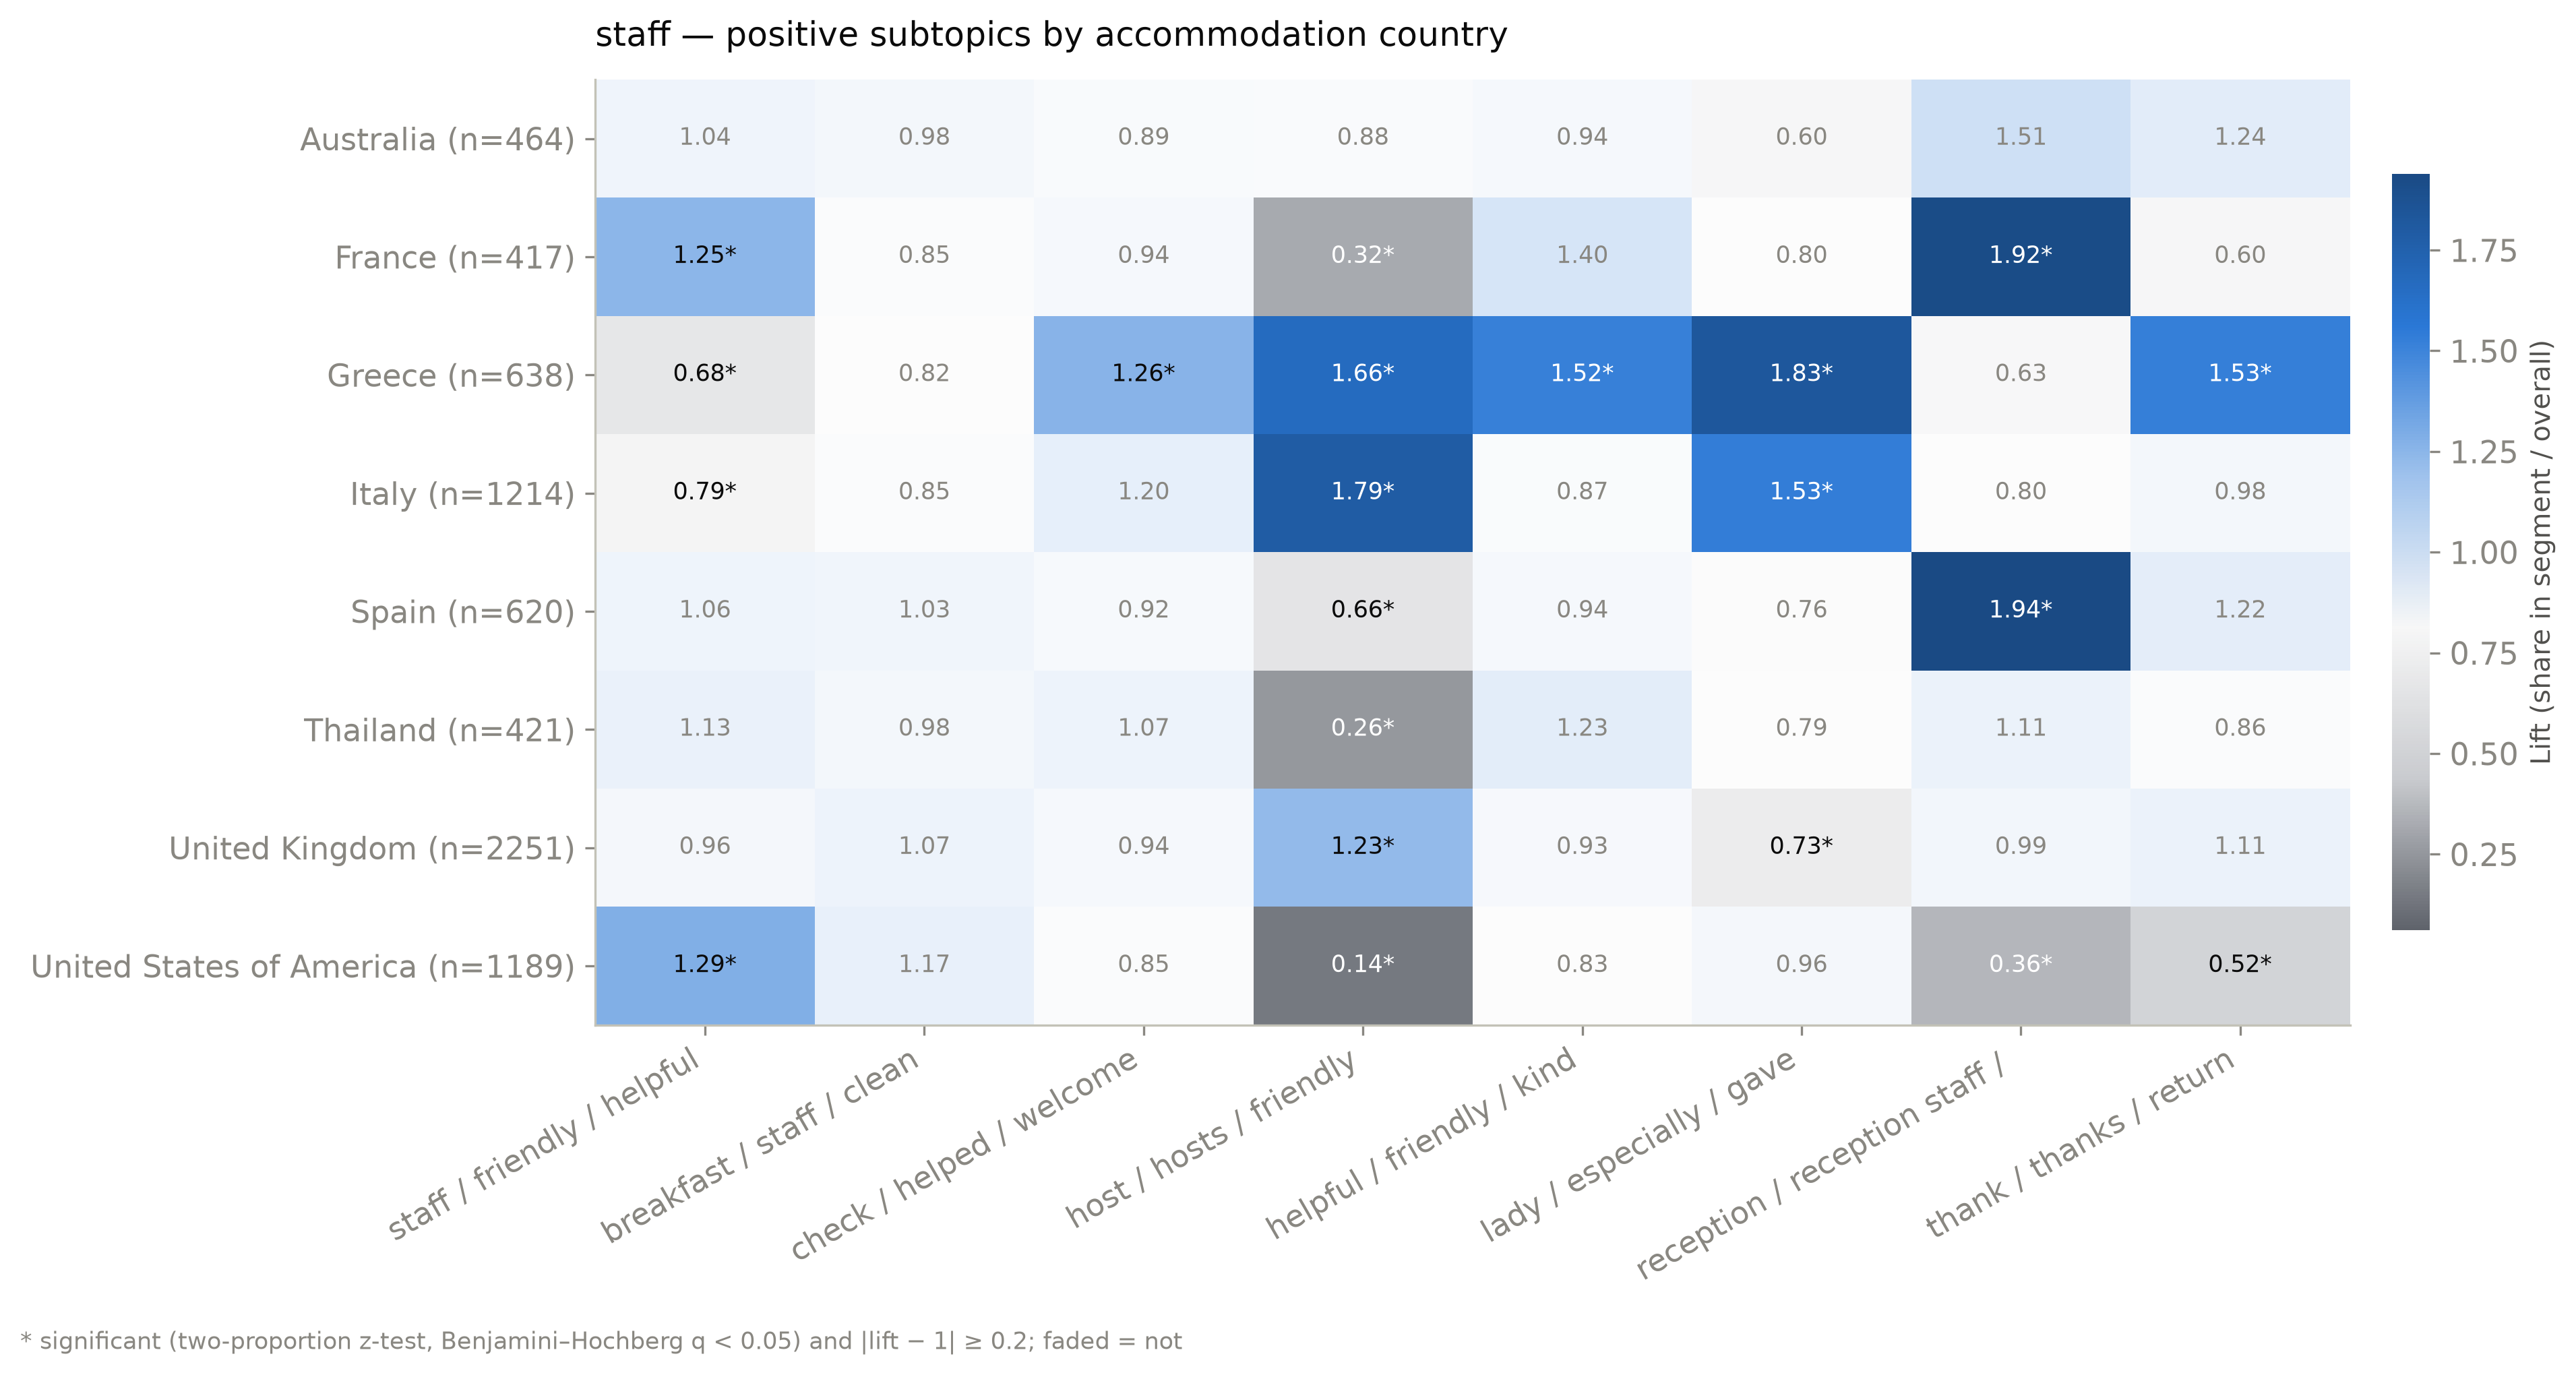 staff — positive subtopics by accommodation country
Australia (n=464) 1.04 0.98 0.89 0.88 0.94 0.60 1.51 1.24
France (n=417) 1.25* 0.85 0.94 0.32* 1.40 0.80 1.92* 0.60
Greece (n=638) 0.68* 0.82 1.26* 1.66* 1.52* 1.83* 0.63 1.53*
Italy (n=1214) 0.79* 0.85 1.20 1.79* 0.87 1.53* 0.80 0.98
Spain (n=620) 1.06 1.03 0.92 0.66* 0.94 0.76 1.94* 1.22
Thailand (n=421) 1.13 0.98 1.07 0.26* 1.23 0.79 1.11 0.86
United Kingdom (n=2251) 0.96 1.07 0.94 1.23* 0.93 0.73* 0.99 1.11
United States of America (n=1189) 1.29* 1.17 0.85 0.14* 0.83 0.96 0.36* 0.52*
staff / friendly / helpful
breakfast / staff / clean
check / helped / welcome
host / hosts / friendly
helpful / friendly / kind
lady / especially / gave
reception / reception staff /
thank / thanks / return
1.75
1.50
1.25
1.00
0.75
0.50
0.25
Lift (share in segment / overall)
* significant (two-proportion z-test, Benjamini–Hochberg q < 0.05) and |lift − 1| ≥ 0.2; faded = not